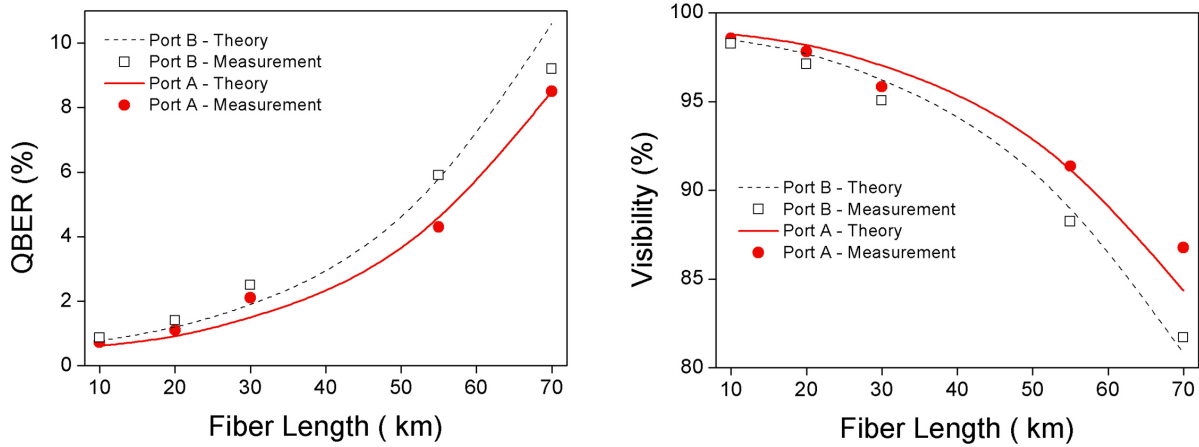 10
8
6
4
2
0
QBER (%)
Port B - Theory
Port B - Measurement
Port A - Theory
Port A - Measurement
10 20 30 40 50 60 70
Fiber Length ( km)
100
95
90
85
80
Visibility (%)
Port B - Theory
Port B - Measurement
Port A - Theory
Port A - Measurement
10 20 30 40 50 60 70
Fiber Length ( km)